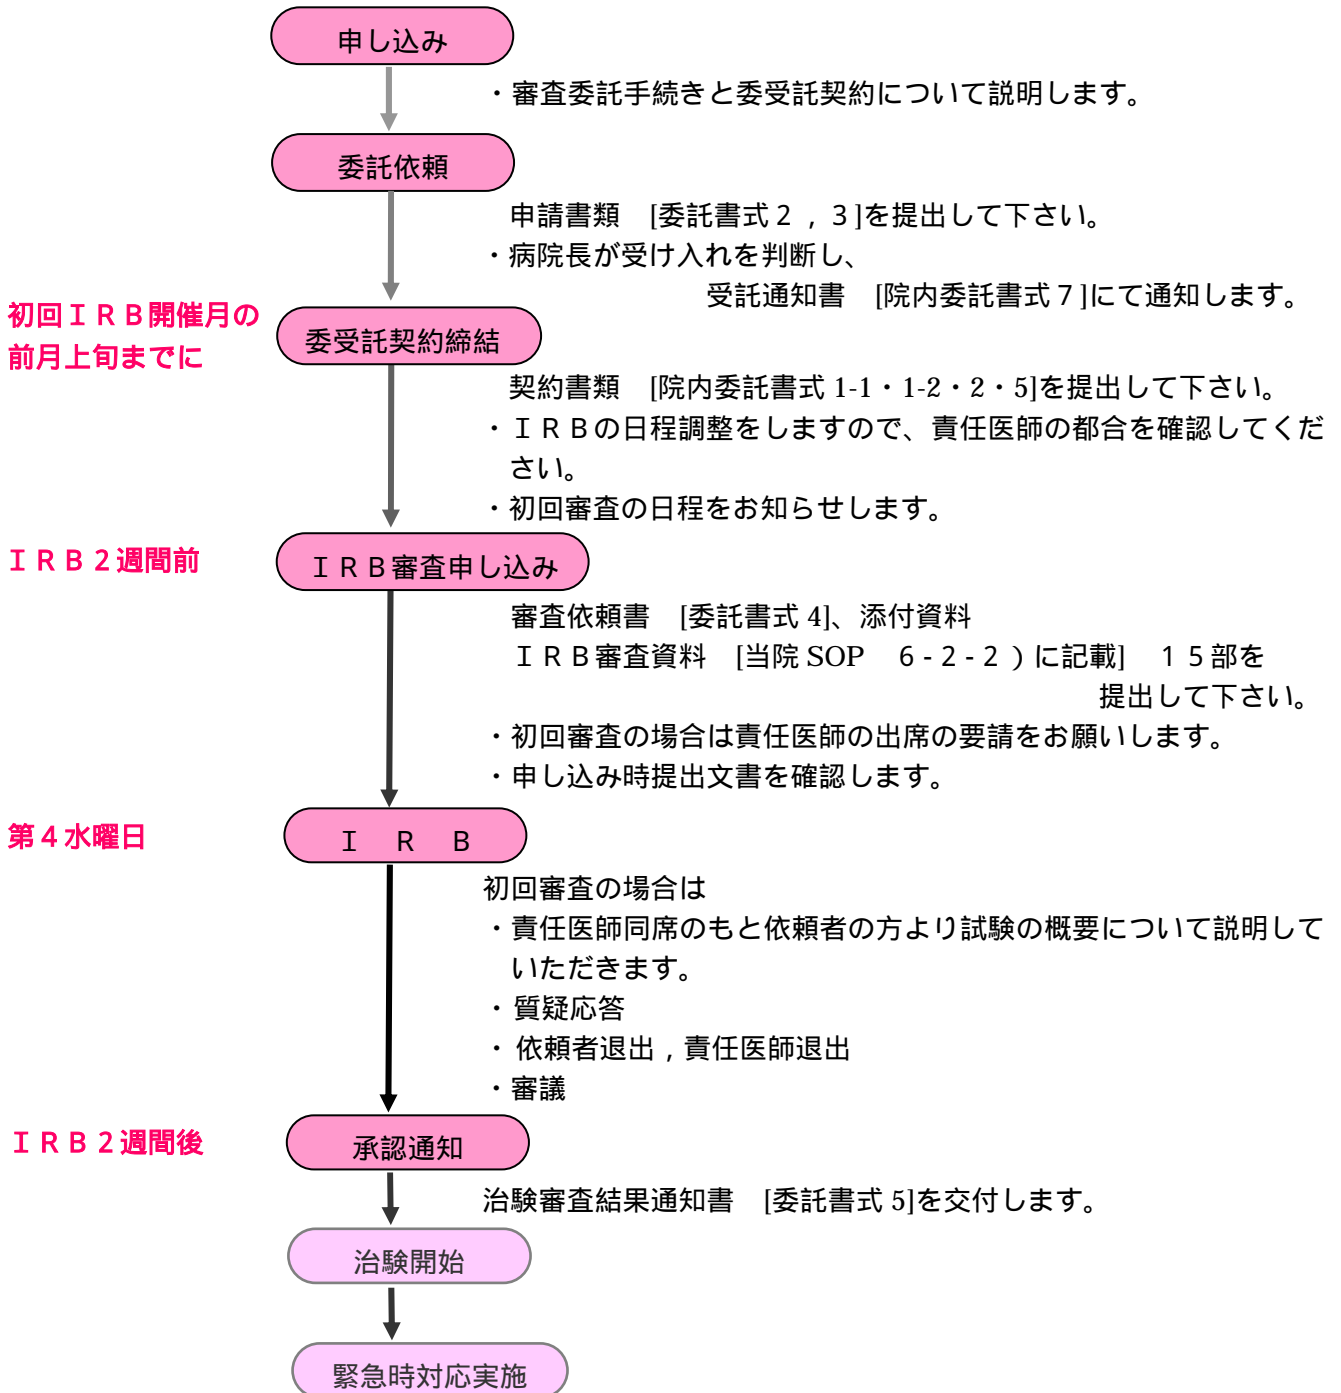 申し込み
・審査委託手続きと委受託契約について説明します。
委託依頼
申請書類　[委託書式２，３]を提出して下さい。
・病院長が受け入れを判断し、
受託通知書　[院内委託書式７]にて通知します。
初回ＩＲＢ開催月の
前月上旬までに
委受託契約締結
契約書類　[院内委託書式 1-1・1-2・2・5]を提出して下さい。
・ＩＲＢの日程調整をしますので、責任医師の都合を確認してくだ
さい。
・初回審査の日程をお知らせします。
ＩＲＢ２週間前
ＩＲＢ審査申し込み
審査依頼書　[委託書式 4]、添付資料
ＩＲＢ審査資料　[当院 SOP　６-２-２）に記載]　１５部を
提出して下さい。
・初回審査の場合は責任医師の出席の要請をお願いします。
・申し込み時提出文書を確認します。
第４水曜日
Ｉ　Ｒ　Ｂ
初回審査の場合は
・責任医師同席のもと依頼者の方より試験の概要について説明して
いただきます。
・質疑応答
・依頼者退出，責任医師退出
・審議
ＩＲＢ２週間後
承認通知
治験審査結果通知書　[委託書式 5]を交付します。
治験開始
緊急時対応実施